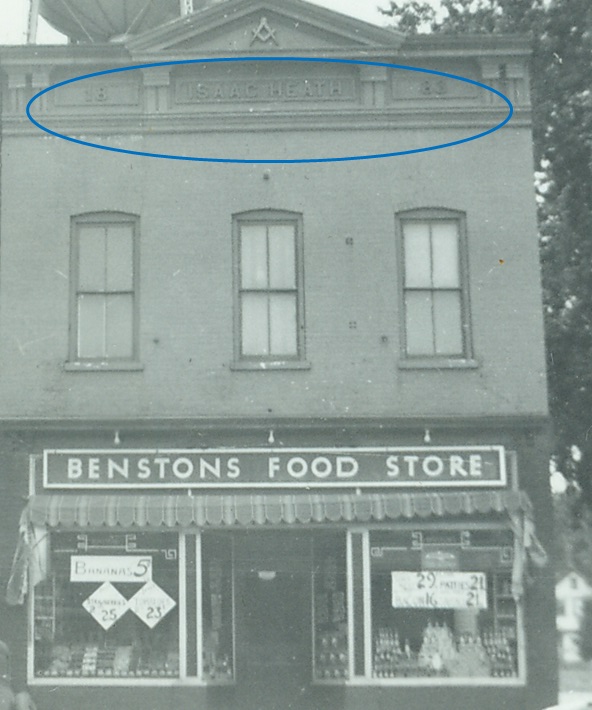 18 ISAAC HEATH 83
BENSTONS FOOD STORE
BANANAS 5
25
23
29
21
16
21